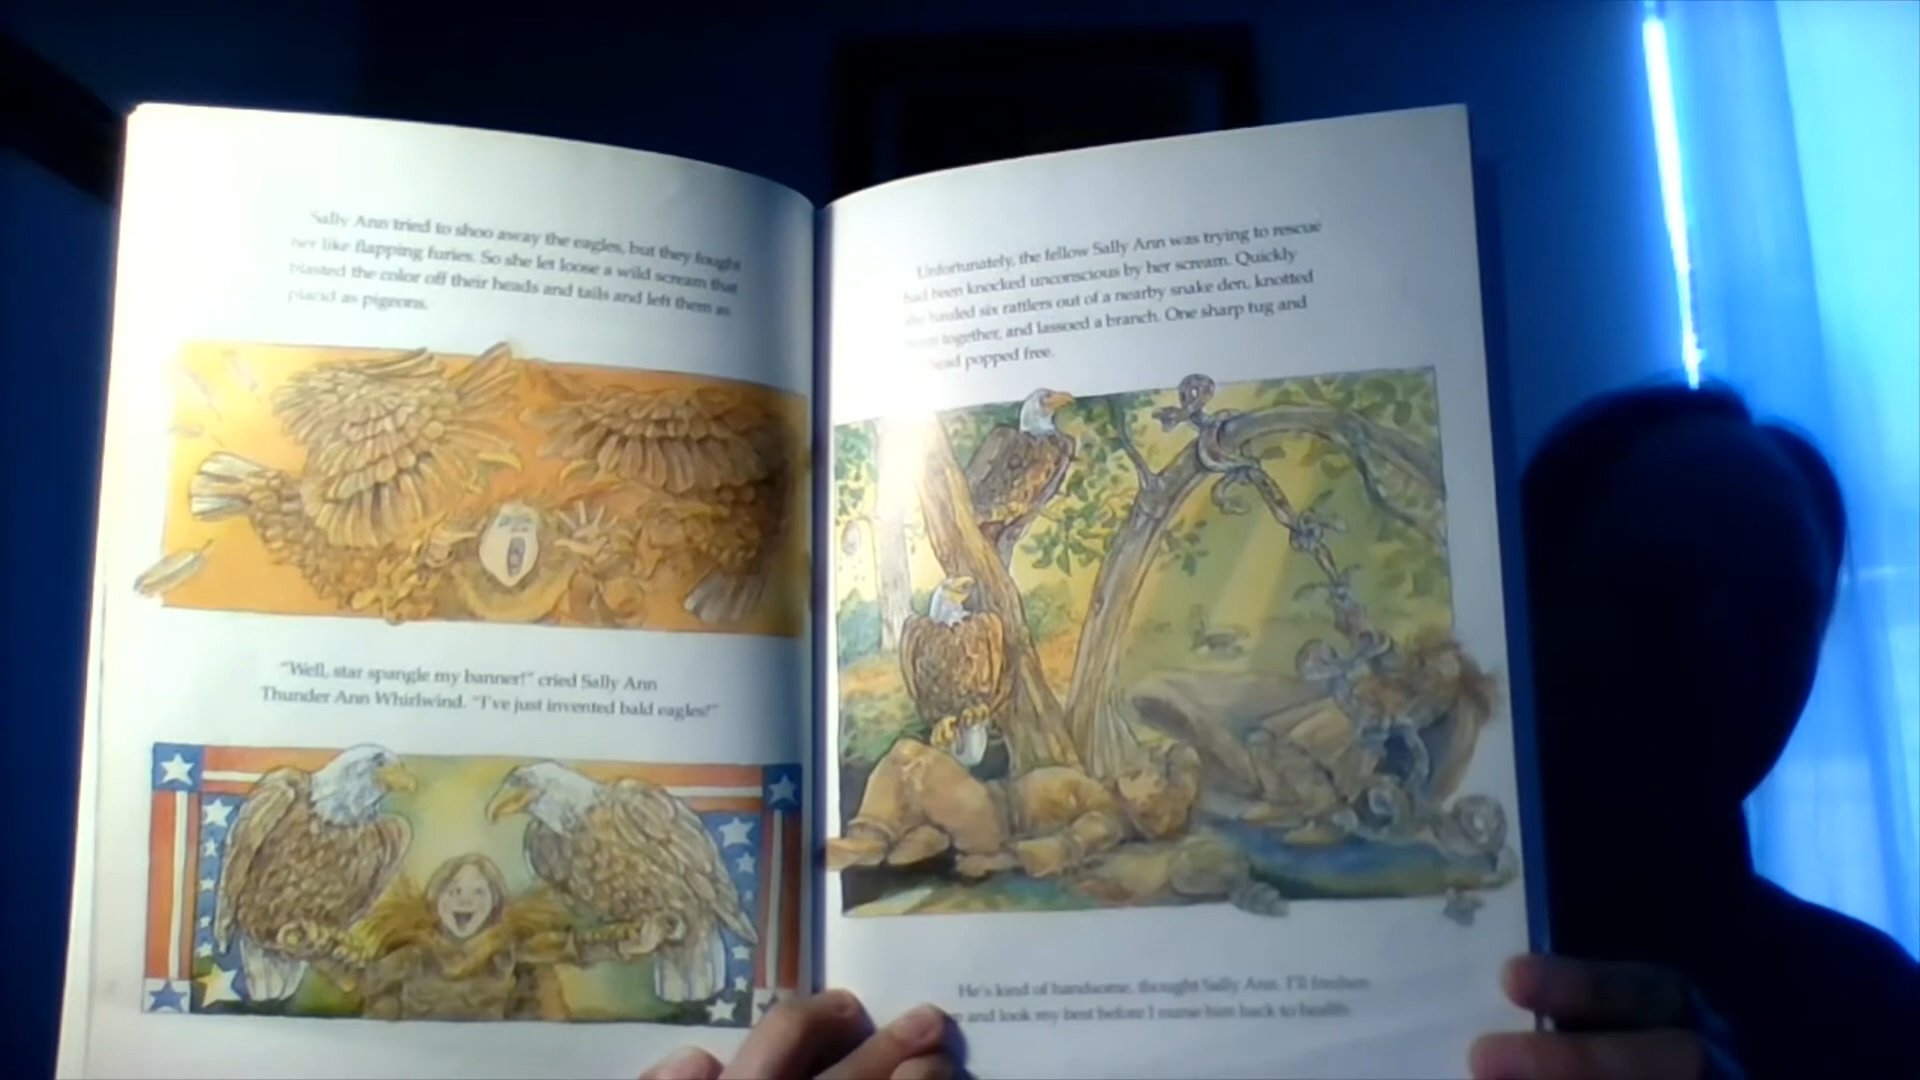 Sally Ann tried to shoo away the eagles, but they fought
her like flapping furies. So she let loose a wild scream that
blasted the color off their heads and tails and left them as
placid as pigeons.
"Well, star spangle my banner!" cried Sally Ann
Thunder Ann Whirlwind. "I've just invented bald eagles!"
Unfortunately, the fellow Sally Ann was trying to rescue
had been knocked unconscious by her scream. Quickly
she hauled six rattlers out of a nearby snake den, knotted
together, and lassoed a branch. One sharp tug and
head popped free.
He's kind of handsome, thought Sally Ann. I'll freshen
and look my best before I nurse him back to health.